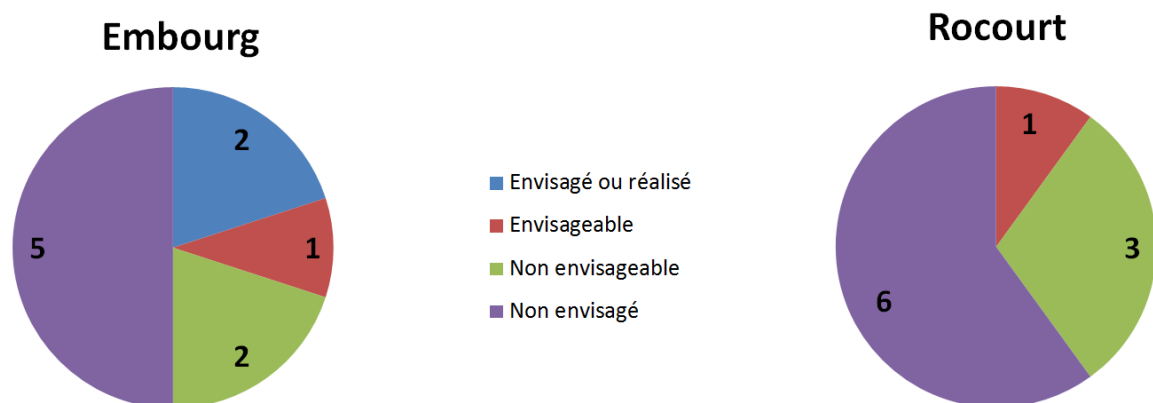 Embourg
2
1
2
5
Envisagé ou réalisé
Envisageable
Non envisageable
Non envisagé
Rocourt
1
3
6